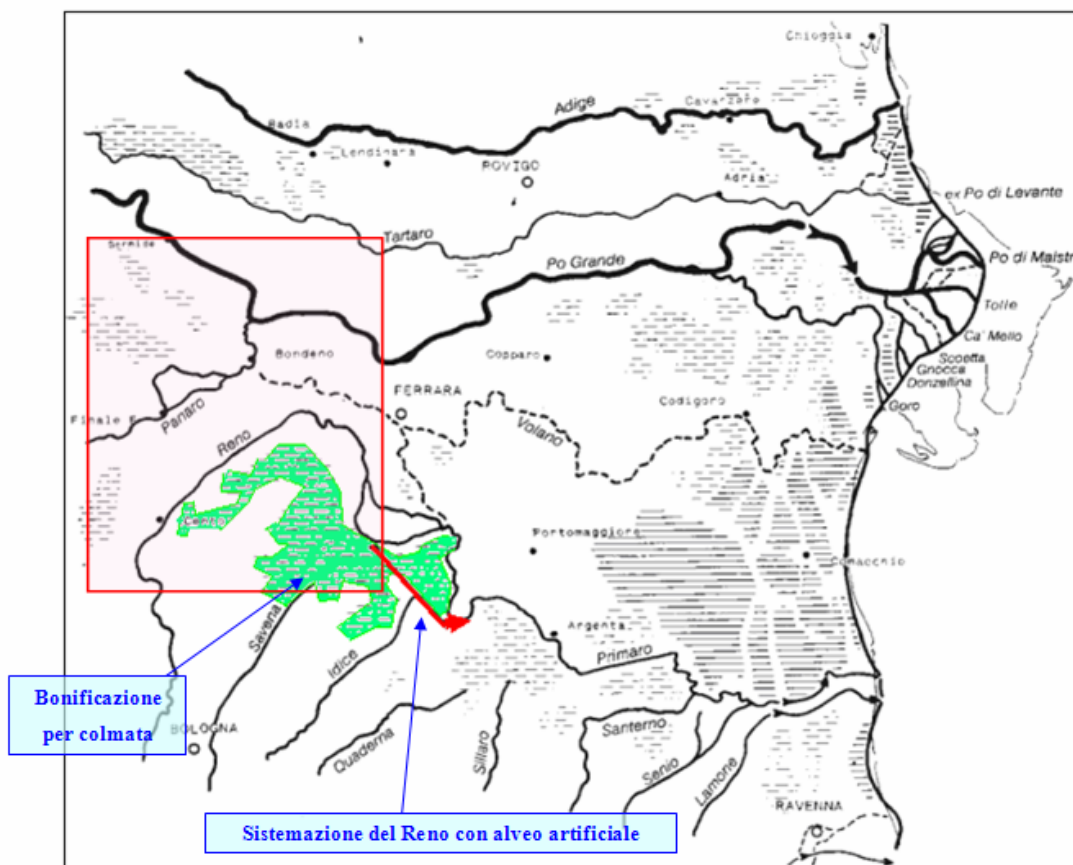 Chioggia
Adige
Cavarzere
Badia
Lendinara
ROVIGO
Adria
ex Po di Levante
Tartaro
Sermide
Po Grande
Po di Maistr
Tolle
Ca' Mello
Scoetta
Gnocca
Donzellina
Goro
Bondeno
Copparo
FERRARA
Codigoro
Volano
Finale E
Panaro
Reno
Cento
Portomaggiore
Comacchio
Savena
Idice
Argenta
Primaro
Bonificazione
per colmata
BOLOGNA
Quaderna
Sillaro
Santerno
Senio
Lamone
RAVENNA
Sistemazione del Reno con alveo artificiale